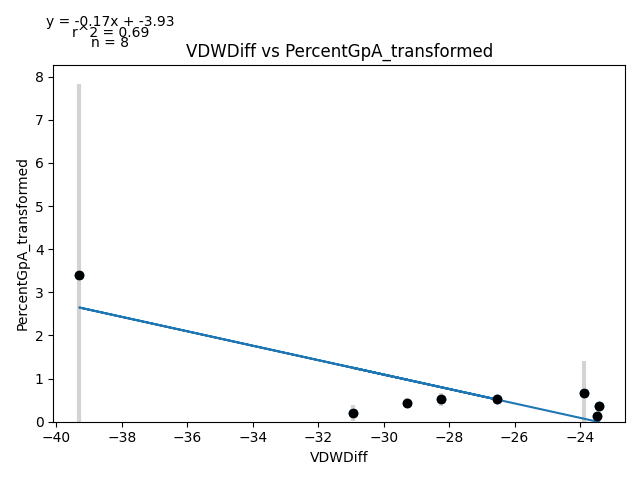 y = -0.17x + -3.93
r^2 = 0.69
n = 8
VDWDiff vs PercentGpA_transformed
8
7
6
5
4
3
2
1
0
PercentGpA_transformed
−40 −38 −36 −34 −32 −30 −28 −26 −24
VDWDiff